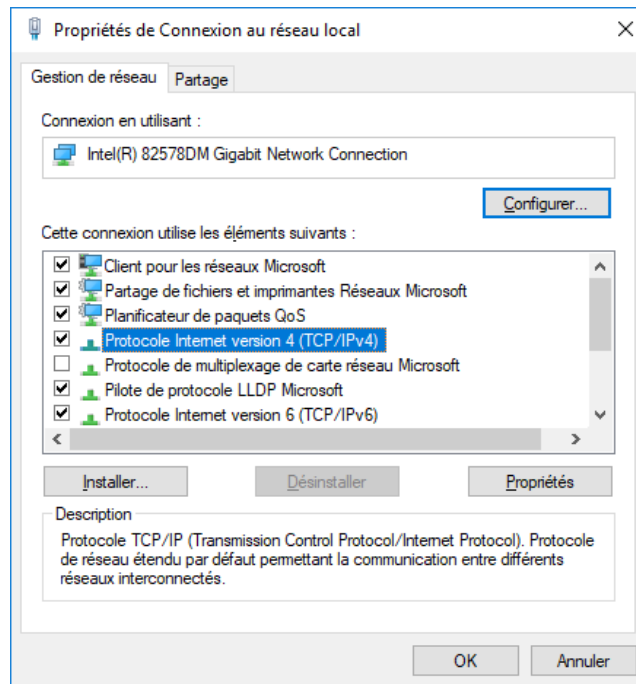 Propriétés de Connexion au réseau local
Gestion de réseau
Partage
Connexion en utilisant :
Intel(R) 82578DM Gigabit Network Connection
Configurer...
Cette connexion utilise les éléments suivants :
Client pour les réseaux Microsoft
Partage de fichiers et imprimantes Réseaux Microsoft
Planificateur de paquets QoS
Protocole Internet version 4 (TCP/IPv4)
Protocole de multiplexage de carte réseau Microsoft
Pilote de protocole LLDP Microsoft
Protocole Internet version 6 (TCP/IPv6)
Installer...
Désinstaller
Propriétés
Description
Protocole TCP/IP (Transmission Control Protocol/Internet Protocol). Protocole
de réseau étendu par défaut permettant la communication entre différents
réseaux interconnectés.
OK
Annuler